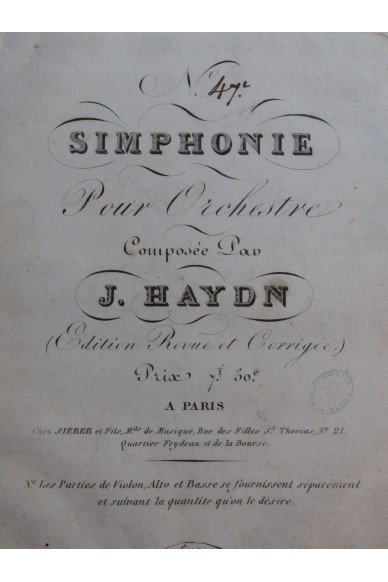 N.º 47.
SIMPHONIE
Pour Orchestre
Composée Par
J. HAYDN
(Edition Revue et Corrigée.)
Prix 7.f 50.c
A PARIS
Chez SIEBER et Fils, M.ds de Musique, Rue des Filles S.t Thomas, N.º 21.
Quartier Feydeau et de la Bourse.
N.ª Les Parties de Violon, Alto et Basse se fournissent séparément
et suivant la quantite qu'on le désire.